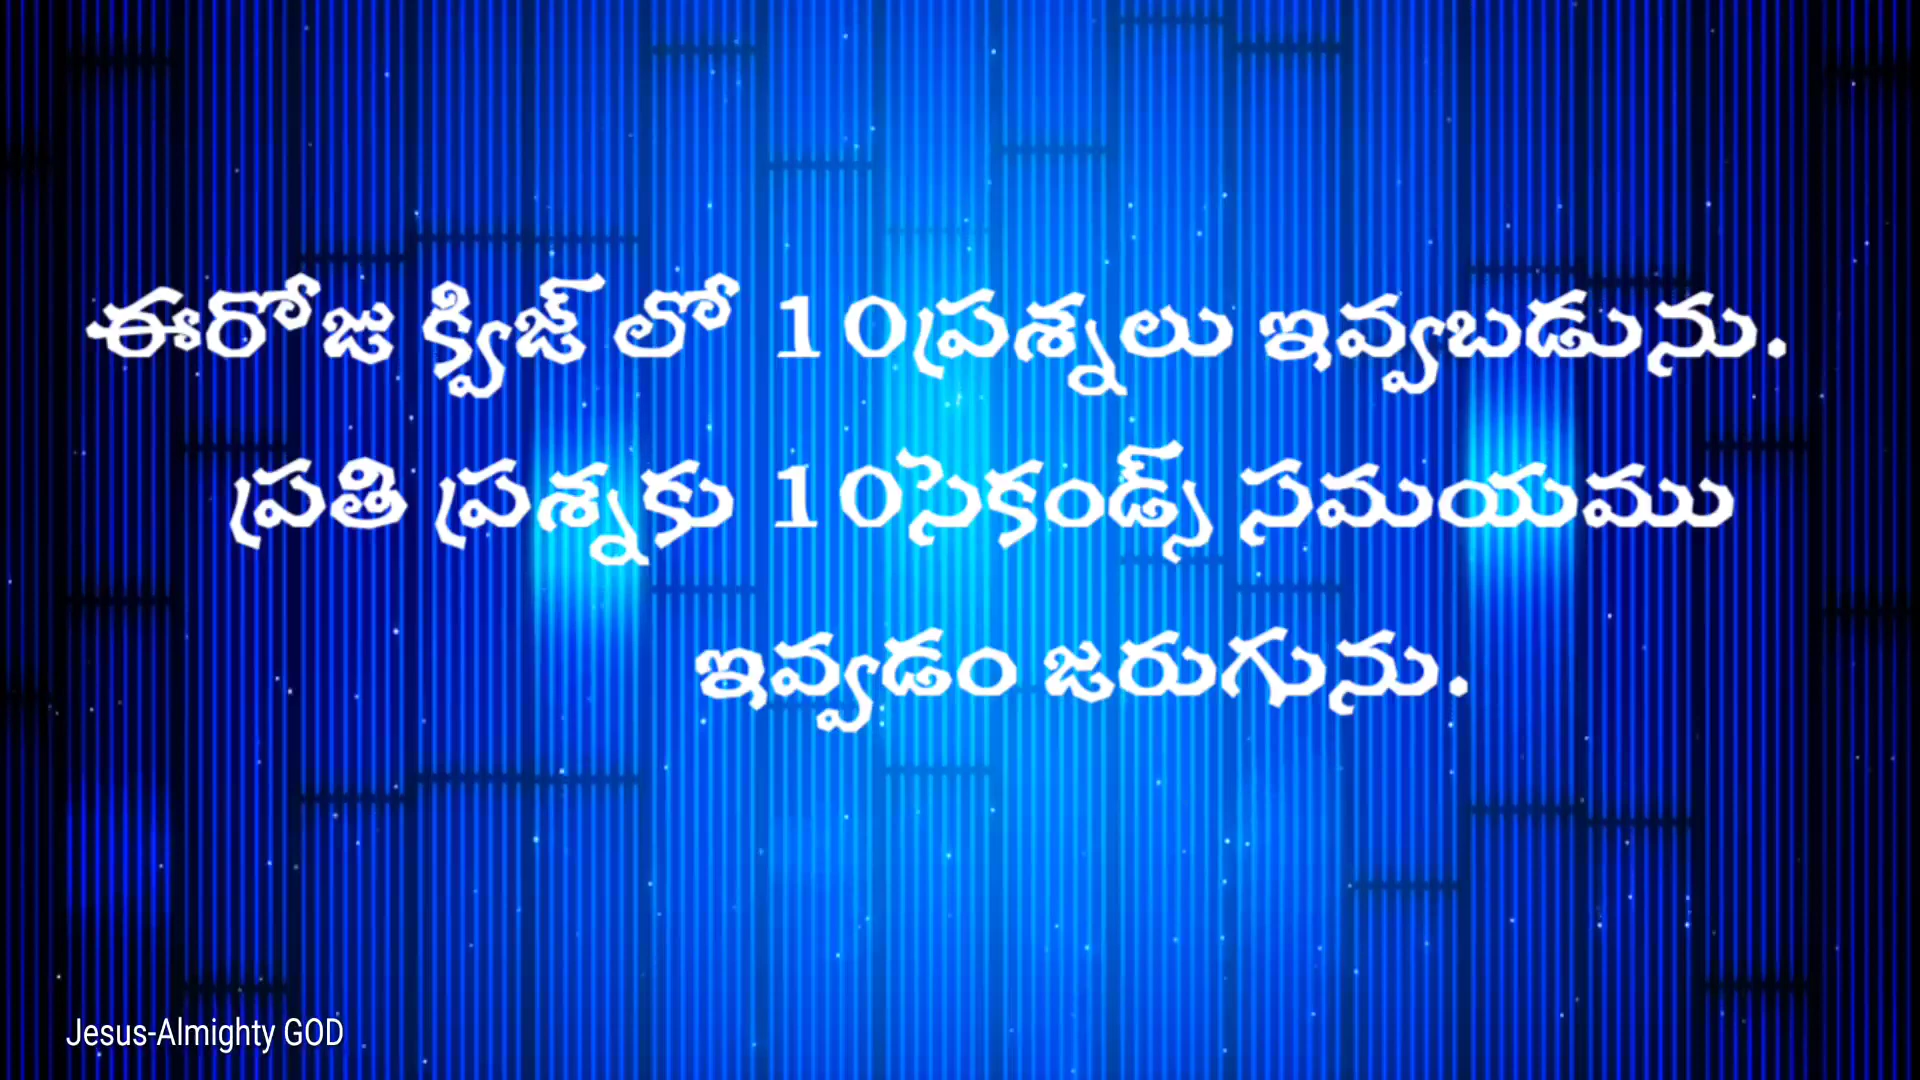 ఈరోజు క్విజ్ లో 10ప్రశ్నలు ఇవ్వబడును.
ప్రతి ప్రశ్నకు 10సెకండ్స్ సమయము
ఇవ్వడం జరుగును.
Jesus-Almighty GOD